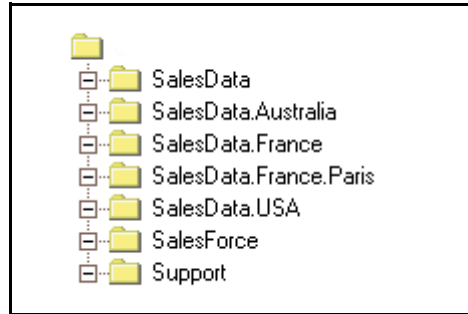 SalesData
SalesData.Australia
SalesData.France
SalesData.France.Paris
SalesData.USA
SalesForce
Support